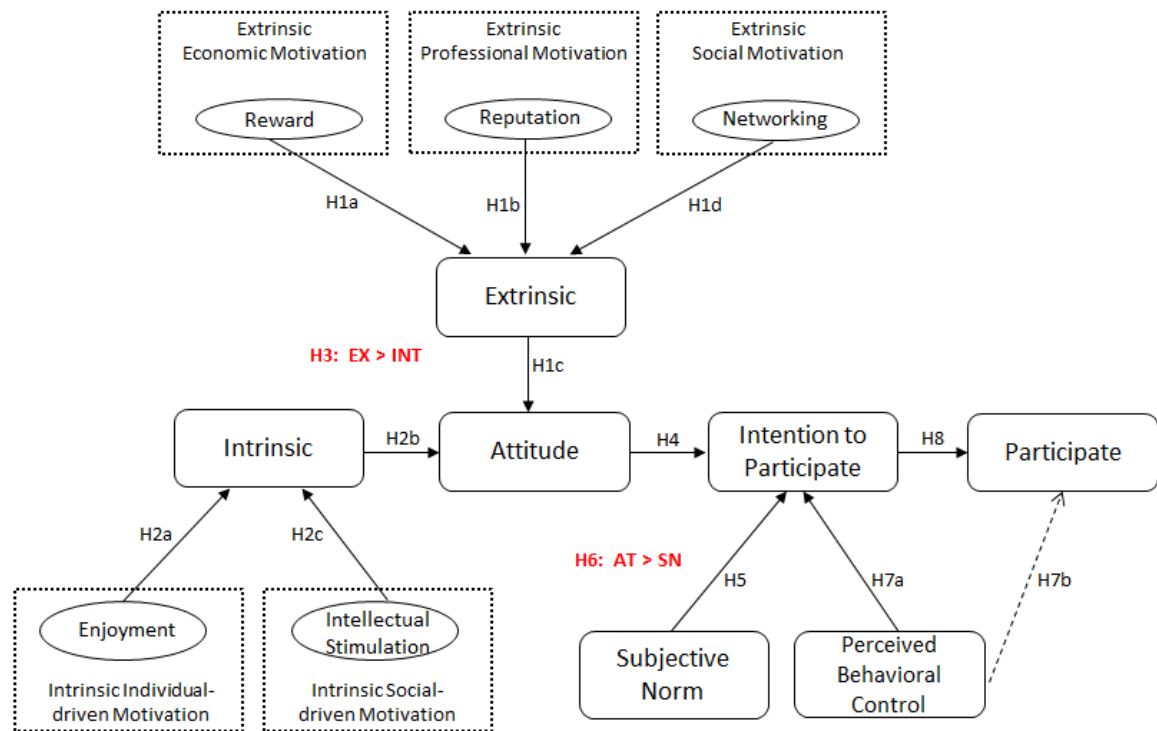 Extrinsic
Economic Motivation
Reward
Extrinsic
Professional Motivation
Reputation
Extrinsic
Social Motivation
Networking
H1a
H1b
H1d
Extrinsic
H3: EX > INT
H1c
Intrinsic
H2b
Attitude
H4
Intention to
Participate
H8
Participate
H2a
H2c
H6: AT > SN
H5
H7a
H7b
Enjoyment
Intrinsic Individual-
driven Motivation
Intellectual
Stimulation
Intrinsic Social-
driven Motivation
Subjective
Norm
Perceived
Behavioral
Control